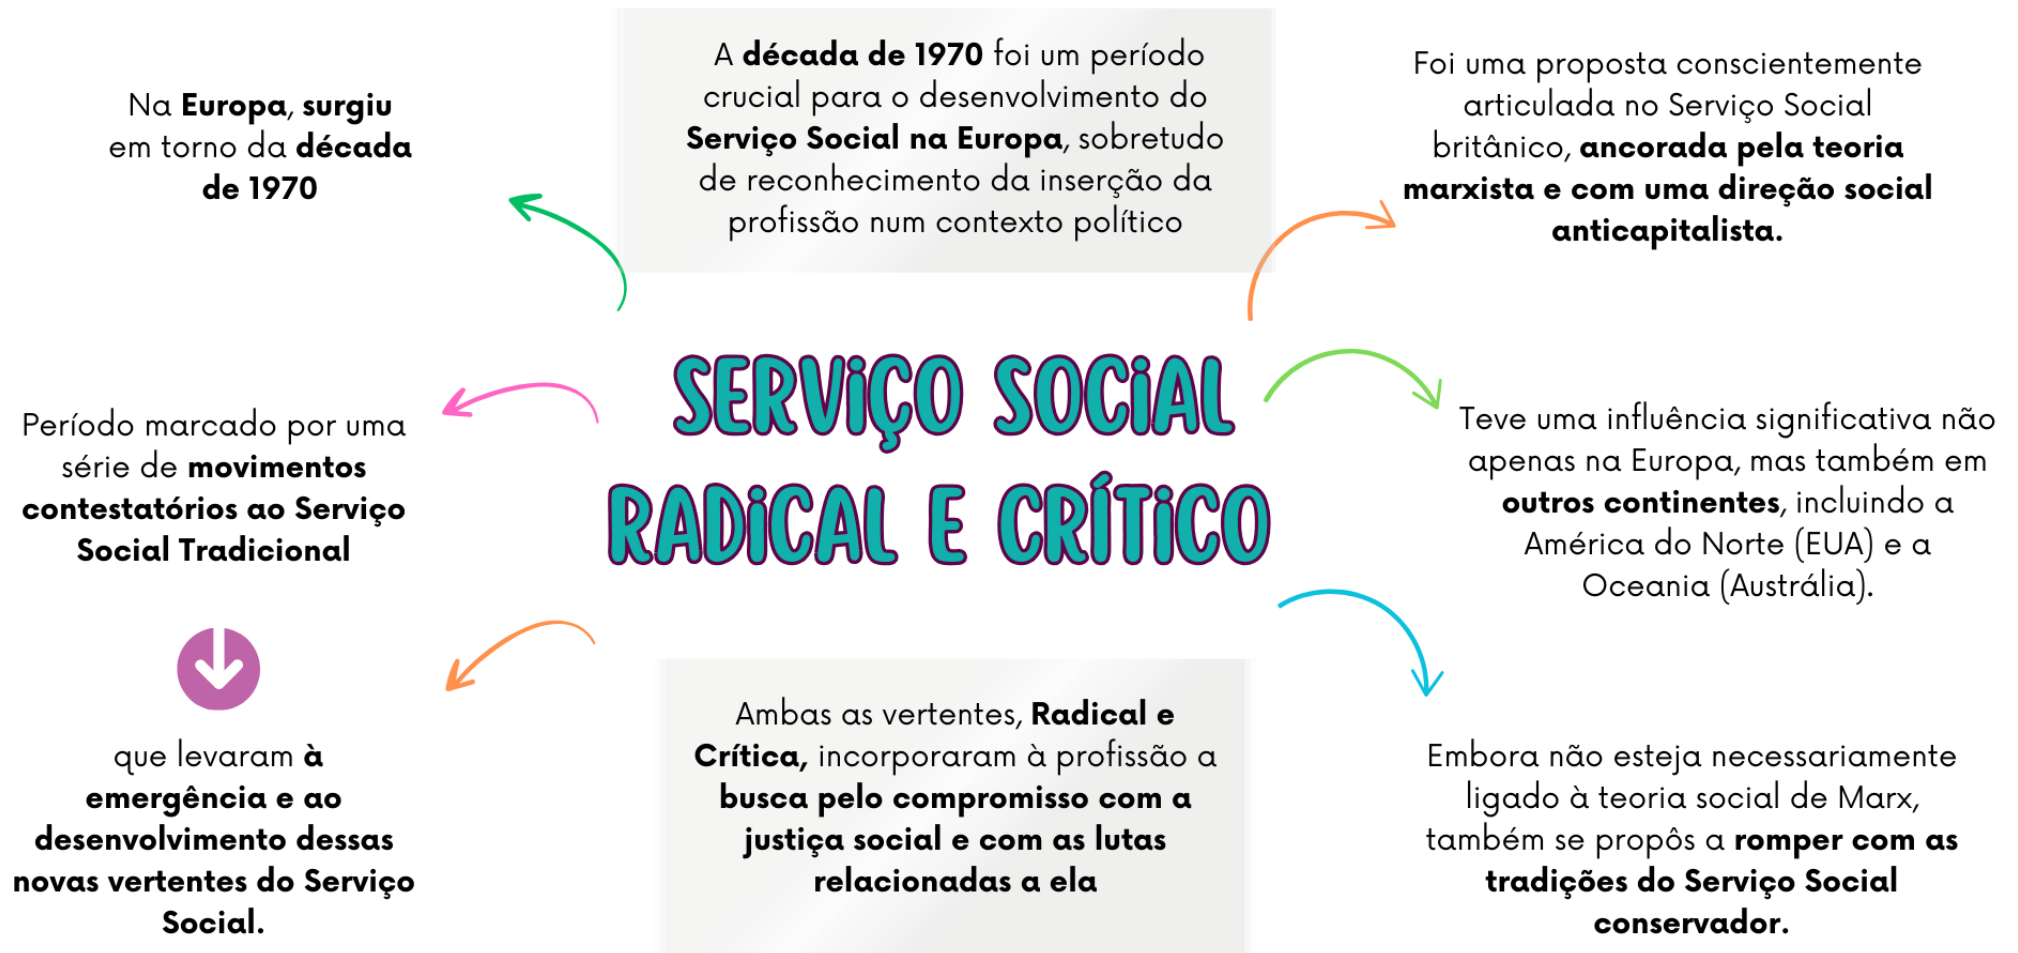 Na Europa, surgiu
em torno da década
de 1970
A década de 1970 foi um período
crucial para o desenvolvimento do
Serviço Social na Europa, sobretudo
de reconhecimento da inserção da
profissão num contexto político
Foi uma proposta conscientemente
articulada no Serviço Social
britânico, ancorada pela teoria
marxista e com uma direção social
anticapitalista.
SERVIÇO SOCIAL
RADICAL E CRÍTICO
Período marcado por uma
série de movimentos
contestatórios ao Serviço
Social Tradicional
Teve uma influência significativa não
apenas na Europa, mas também em
outros continentes, incluindo a
América do Norte (EUA) e a
Oceania (Austrália).
que levaram à
emergência e ao
desenvolvimento dessas
novas vertentes do Serviço
Social.
Ambas as vertentes, Radical e
Crítica, incorporaram à profissão a
busca pelo compromisso com a
justiça social e com as lutas
relacionadas a ela
Embora não esteja necessariamente
ligado à teoria social de Marx,
também se propôs a romper com as
tradições do Serviço Social
conservador.